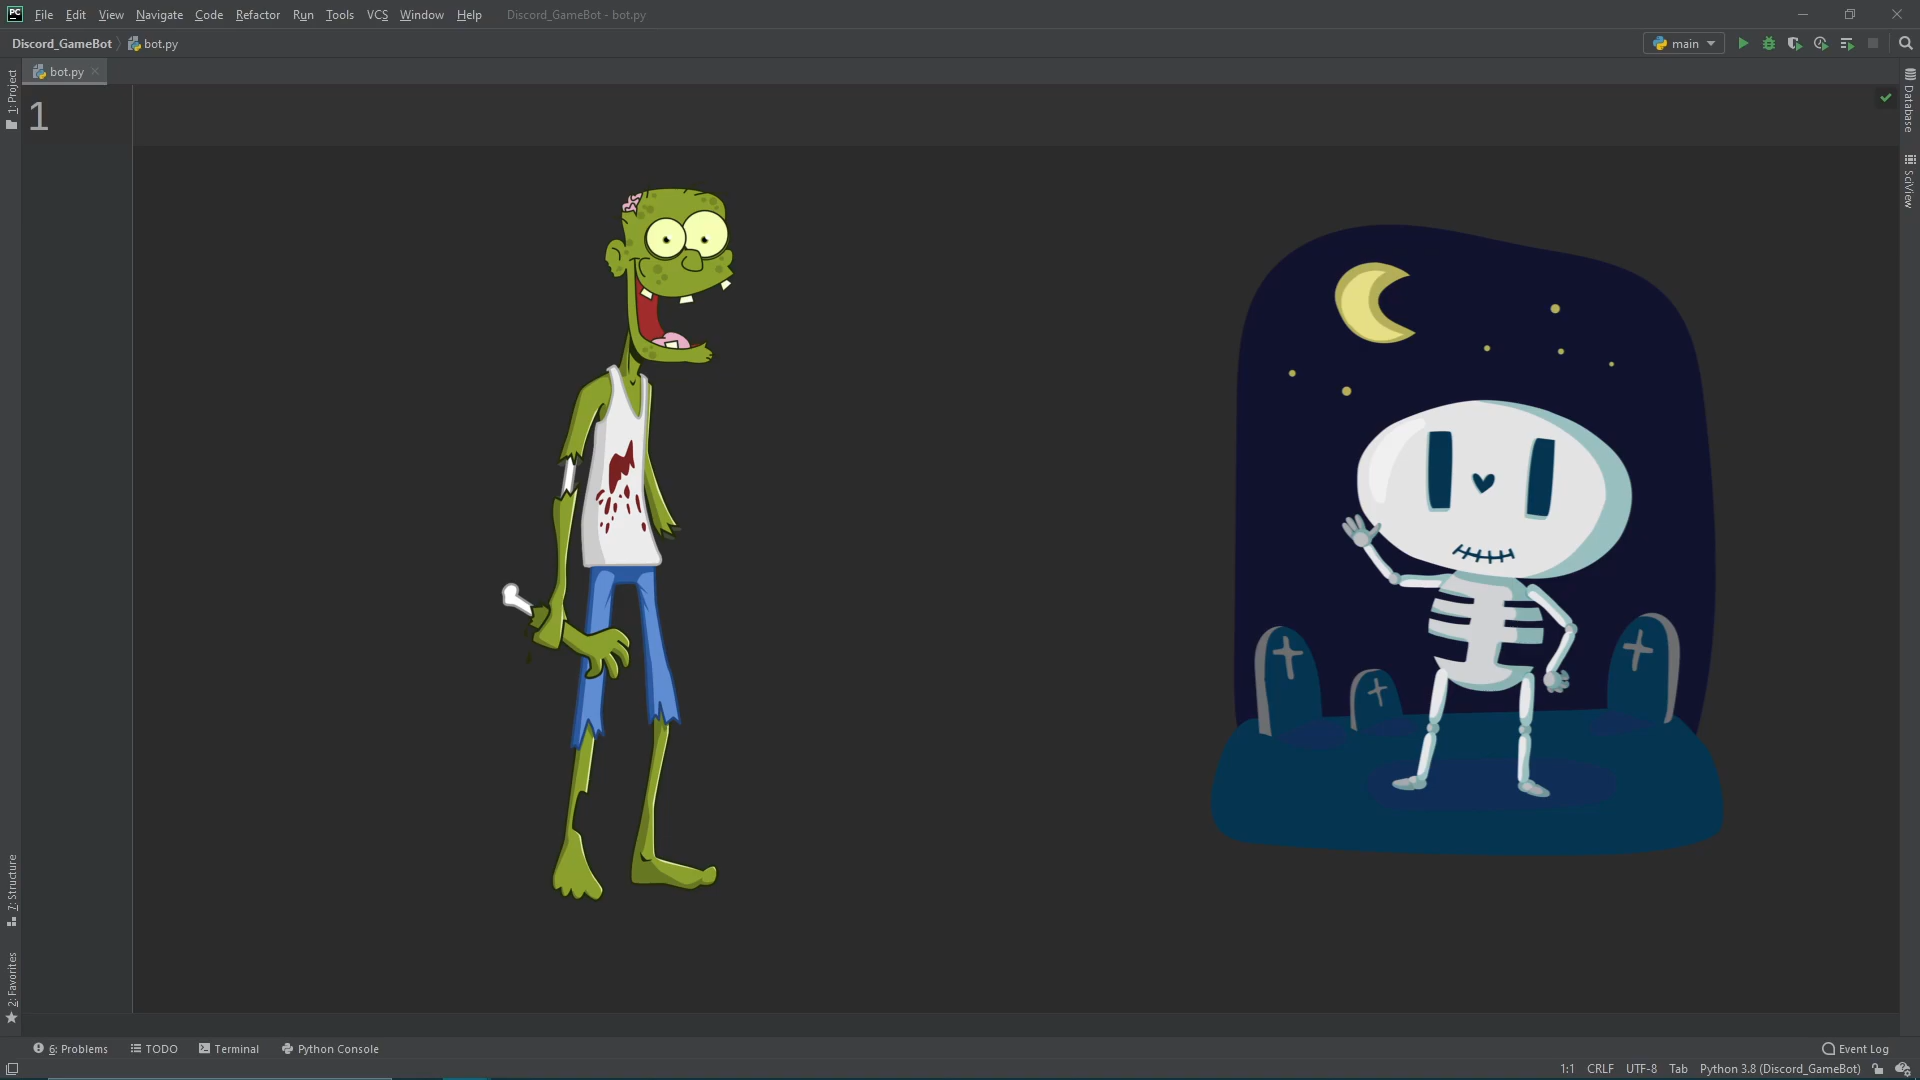 PC File Edit View Navigate Code Refactor Run Tools VCS Window Help Discord_GameBot - bot.py
Discord_GameBot bot.py main
bot.py
1
1: Project
7: Structure
2: Favorites
Database
SciView
6: Problems TODO Terminal Python Console Event Log
1:1 CRLF UTF-8 Tab Python 3.8 (Discord_GameBot)